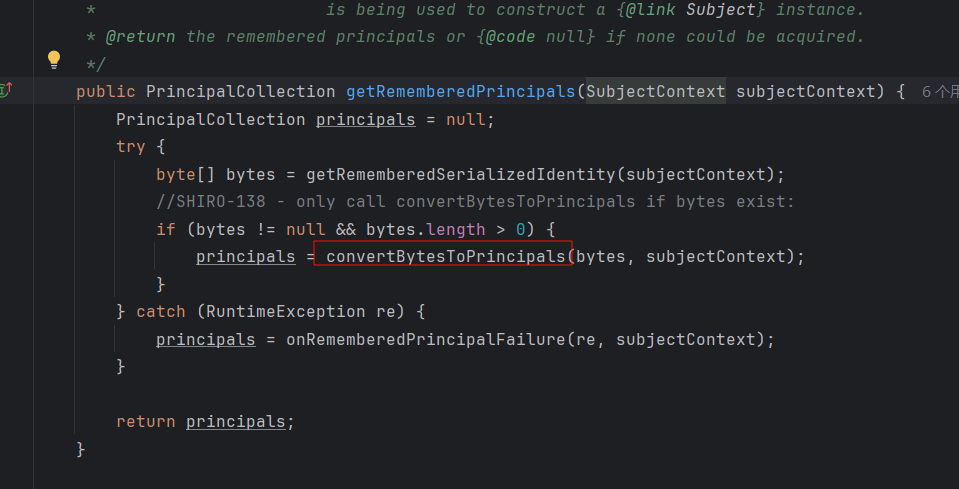 * is being used to construct a {@link Subject} instance.
* @return the remembered principals or {@code null} if none could be acquired.
*/
public PrincipalCollection getRememberedPrincipals(SubjectContext subjectContext) { 6个用
PrincipalCollection principals = null;
try {
byte[] bytes = getRememberedSerializedIdentity(subjectContext);
//SHIRO-138 - only call convertBytesToPrincipals if bytes exist:
if (bytes != null && bytes.length > 0) {
principals = convertBytesToPrincipals(bytes, subjectContext);
}
} catch (RuntimeException re) {
principals = onRememberedPrincipalFailure(re, subjectContext);
}
return principals;
}